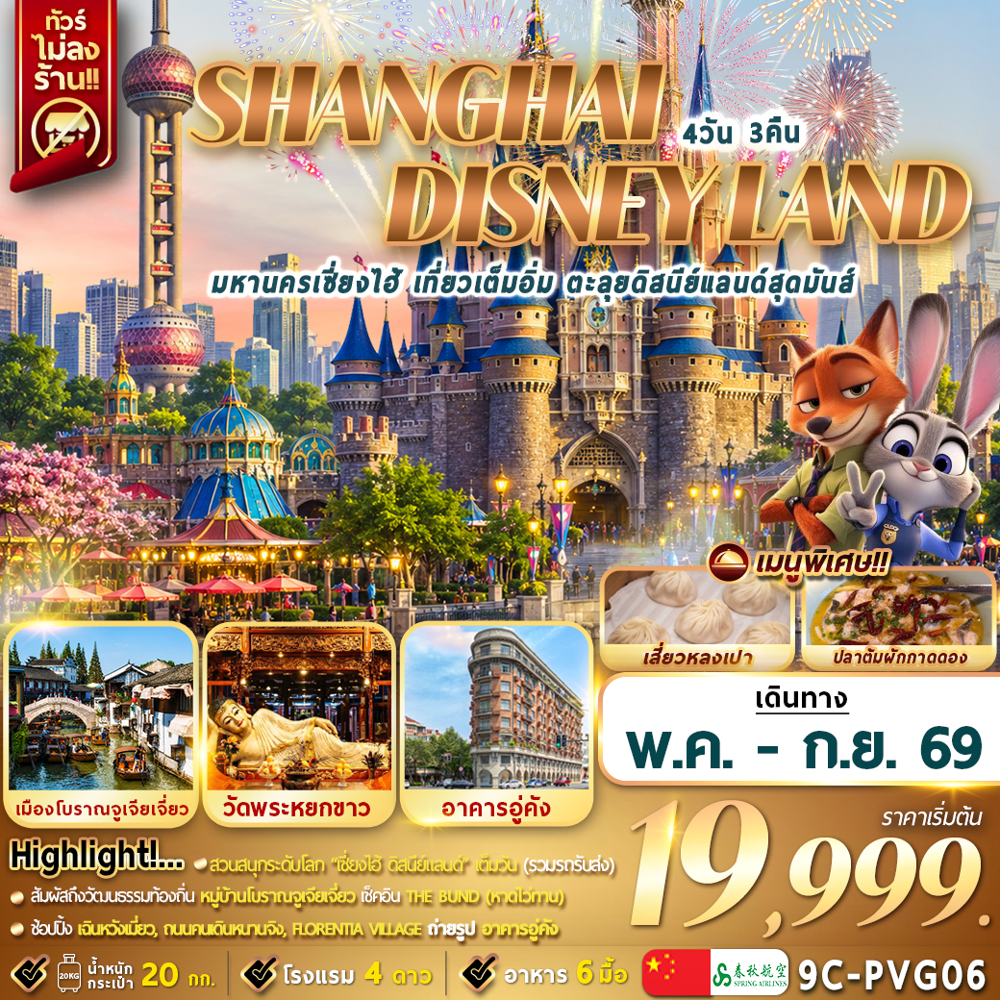 ทัวร์
ไม่ลง
ร้าน!!
SHANGHAI
4วัน 3คืน
DISNEY LAND
มหานครเซี่ยงไฮ้ เที่ยวเต็มอิ่ม ตะลุยดิสนีย์แลนด์สุดมันส์
เมนูพิเศษ!!
เสี่ยวหลงเปา
ปลาต้มผักกาดดอง
เดินทาง
พ.ค. - ก.ย. 69
เมืองโบราณจูเจียเจี่ยว
วัดพระหยกขาว
อาคารอู่คัง
ราคาเริ่มต้น
19,999.
Highlight!...
สวนสนุกระดับโลก "เซี่ยงไฮ้ ดิสนีย์แลนด์" เต็มวัน (รวมรถรับส่ง)
สัมผัสถึงวัฒนธรรมท้องถิ่น หมู่บ้านโบราณจูเจียเจี่ยว เช็คอิน THE BUND (หาดไว่ทาน)
ช้อปปิ้ง เฉินหวังเมี่ยว, ถนนคนเดินหนานจิง, FLORENTIA VILLAGE ถ่ายรูป อาคารอู่คัง
20KG
น้ำหนัก
กระเป๋า 20 กก.
โรงแรม 4 ดาว
อาหาร 6 มื้อ
春秋航空
SPRING AIRLINES
9C-PVG06